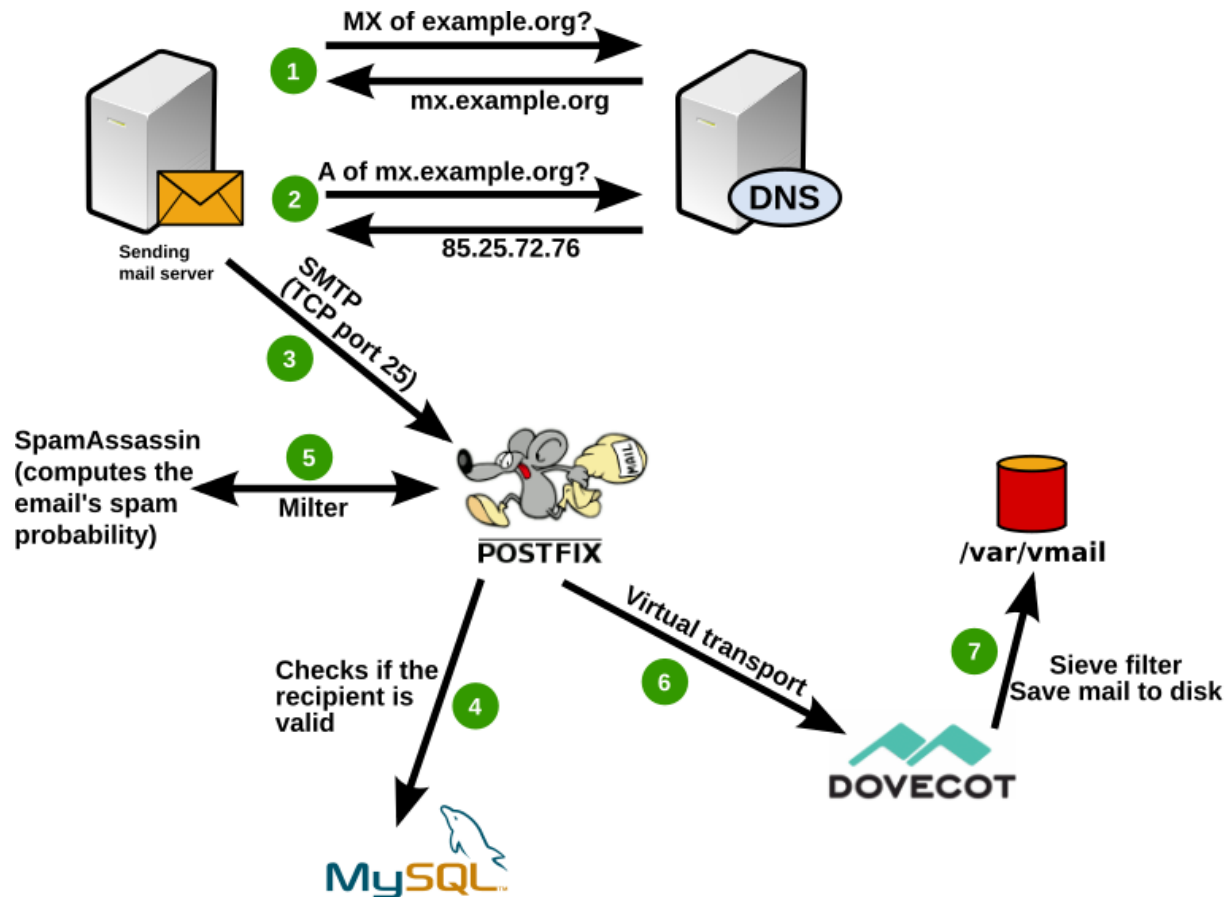 MX of example.org?
1
mx.example.org
A of mx.example.org?
2
DNS
85.25.72.76
Sending
mail server
SMTP
(TCP port 25)
3
SpamAssassin
(computes the
email's spam
probability)
5
Milter
MAIL
POSTFIX
/var/vmail
Virtual transport
6
7
Sieve filter
Save mail to disk
Checks if the
recipient is
valid
4
DOVECOT
MySQL
TM